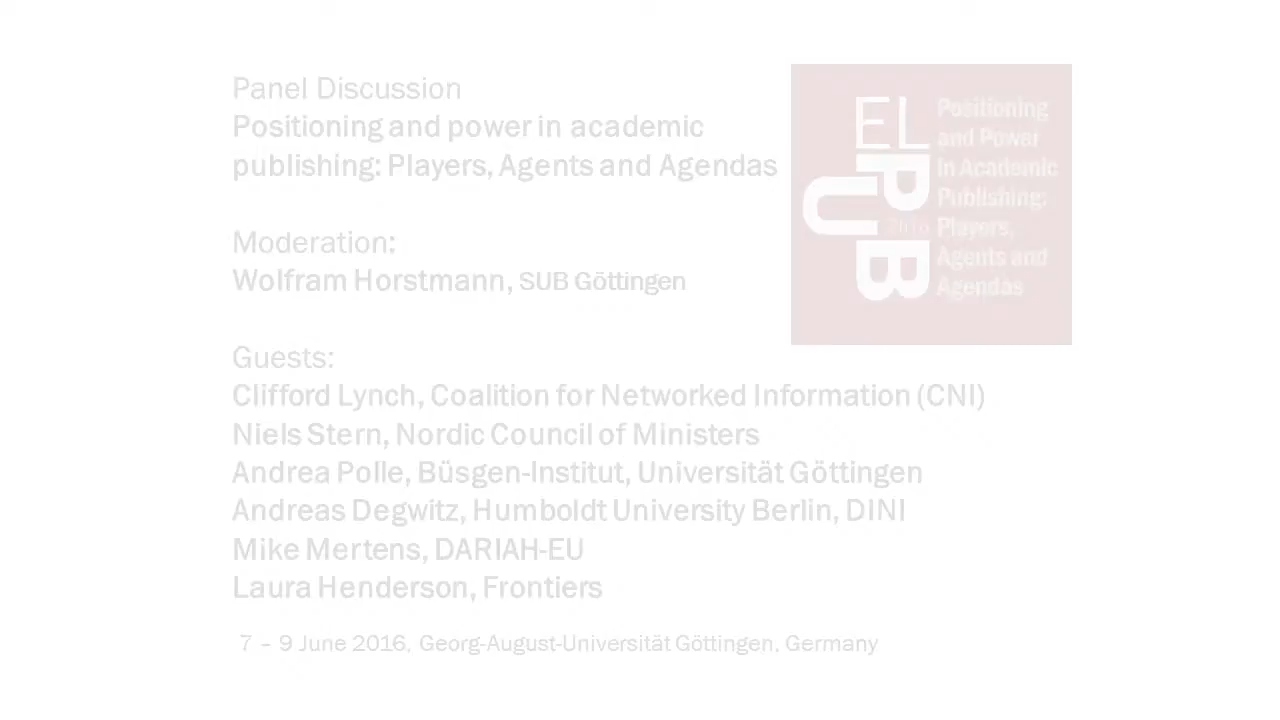 Panel Discussion
Positioning and power in academic
publishing: Players, Agents and Agendas
Moderation:
Wolfram Horstmann, SUB Göttingen
Guests:
Clifford Lynch, Coalition for Networked Information (CNI)
Niels Stern, Nordic Council of Ministers
Andrea Polle, Büsgen-Institut, Universität Göttingen
Andreas Degwitz, Humboldt University Berlin, DINI
Mike Mertens, DARIAH-EU
Laura Henderson, Frontiers
7 – 9 June 2016, Georg-August-Universität Göttingen, Germany
EL
PUB
2016
Positioning
and Power
in Academic
Publishing:
Players,
Agents and
Agendas